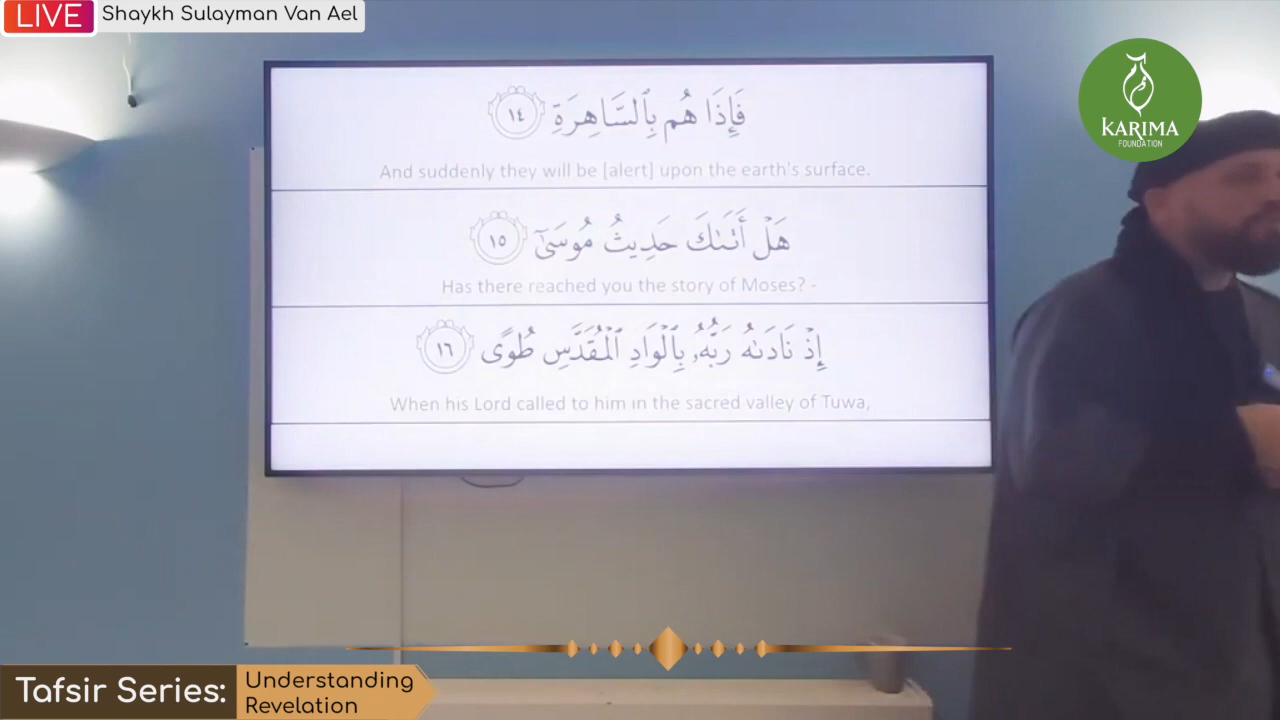 LIVE
Shaykh Sulayman Van Ael
KARIMA
FOUNDATION
فَإِذَا هُم بِٱلسَّاهِرَةِ ١٤
And suddenly they will be [alert] upon the earth's surface.
هَلْ أَتَىٰكَ حَدِيثُ مُوسَىٰٓ ١٥
Has there reached you the story of Moses? -
إِذْ نَادَىٰهُ رَبُّهُۥ بِٱلْوَادِ ٱلْمُقَدَّسِ طُوًى ١٦
When his Lord called to him in the sacred valley of Tuwa,
Tafsir Series:
Understanding
Revelation